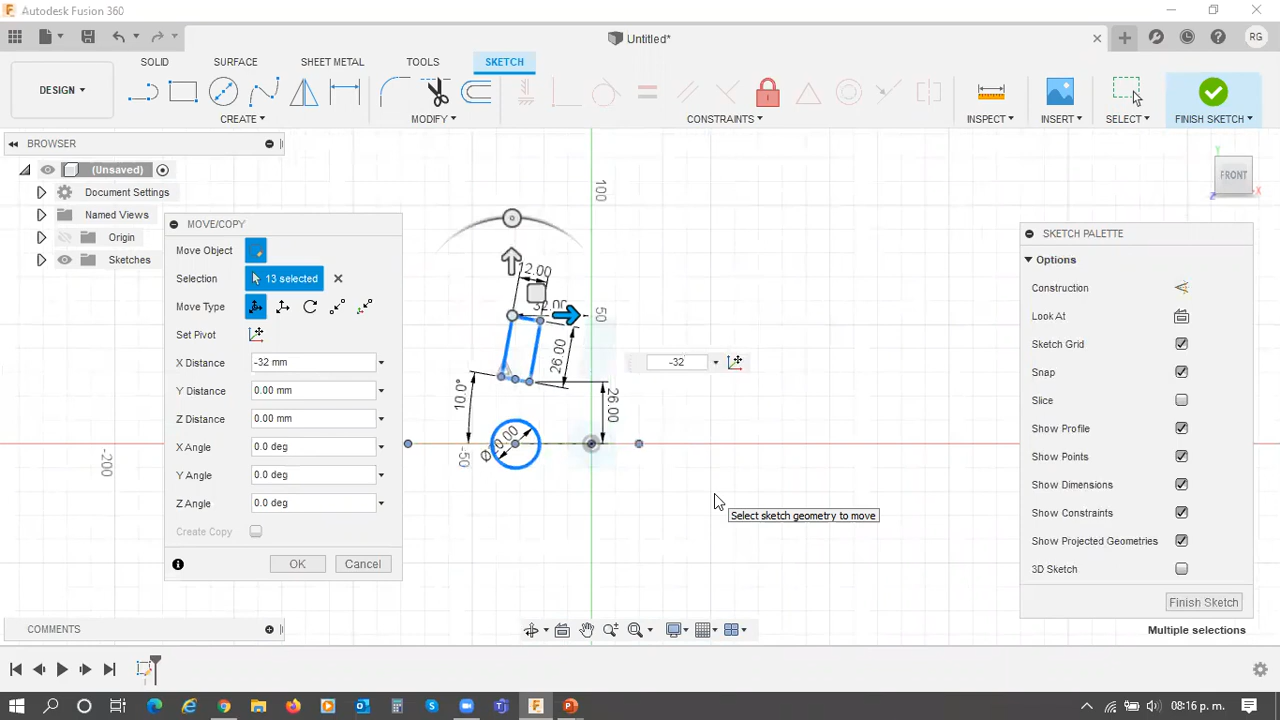 Autodesk Fusion 360
Untitled*
RG
DESIGN
SOLID
SURFACE
SHEET METAL
TOOLS
SKETCH
CREATE
MODIFY
CONSTRAINTS
INSPECT
INSERT
SELECT
FINISH SKETCH
BROWSER
(Unsaved)
Document Settings
Named Views
Origin
Sketches
MOVE/COPY
Move Object
Selection
13 selected
Move Type
Set Pivot
X Distance
-32 mm
Y Distance
0.00 mm
Z Distance
0.00 mm
X Angle
0.0 deg
Y Angle
0.0 deg
Z Angle
0.0 deg
Create Copy
OK
Cancel
100
12.00
50
26.00
-32
10.0°
26.00
-50
-200
Select sketch geometry to move
Y
FRONT
X
Z
SKETCH PALETTE
Options
Construction
Look At
Sketch Grid
Snap
Slice
Show Profile
Show Points
Show Dimensions
Show Constraints
Show Projected Geometries
3D Sketch
Finish Sketch
Multiple selections
COMMENTS
08:16 p. m.